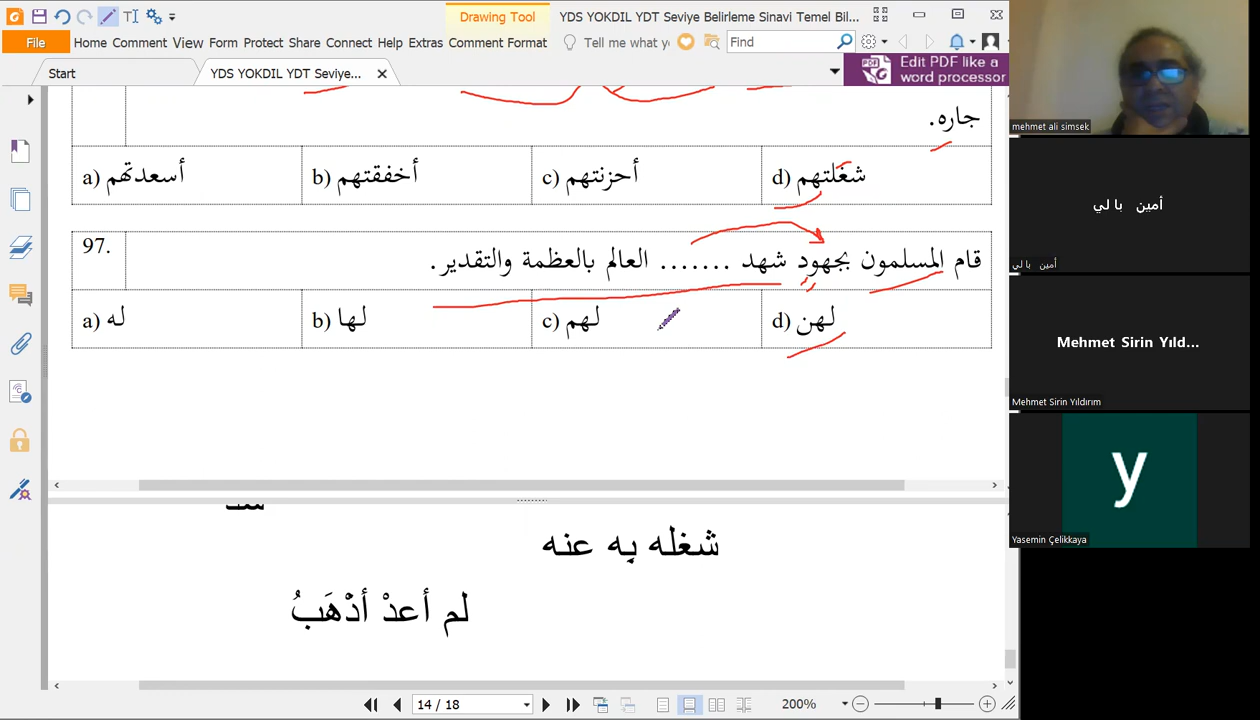 YDS YOKDIL YDT Seviye Belirleme Sinavi Temel Bil...
Drawing Tool
File Home Comment View Form Protect Share Connect Help Extras Comment Format
Tell me what y
Find
Start
YDS YOKDIL YDT Seviye...
Edit PDF like a
word processor
جاره.
a) أسعدتهم b) أخفقتهم c) أحزنتهم d) شغلتهم
97.
قام المسلمون بجهود شهد ....... العالم بالعظمة والتقدير.
a) له b) لها c) لهم d) لهن
شغله به عنه
لم أعدْ أذْهَبُ
14 / 18
200%
mehmet ali simsek
أمين بالي
أمين بالي
Mehmet Sirin Yıld...
Mehmet Sirin Yıldırım
y
Yasemin Çelikkaya